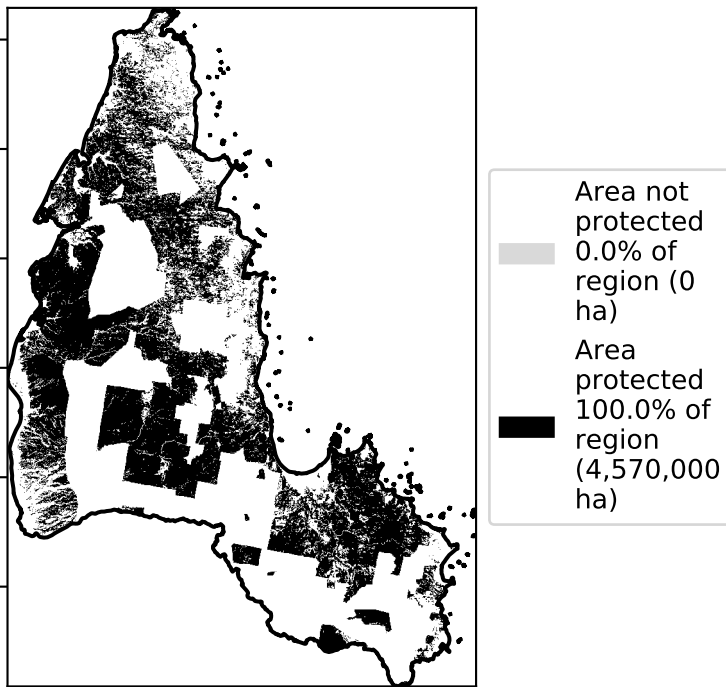 Area not
protected
0.0% of
region (0
ha)
Area
protected
100.0% of
region
(4,570,000
ha)